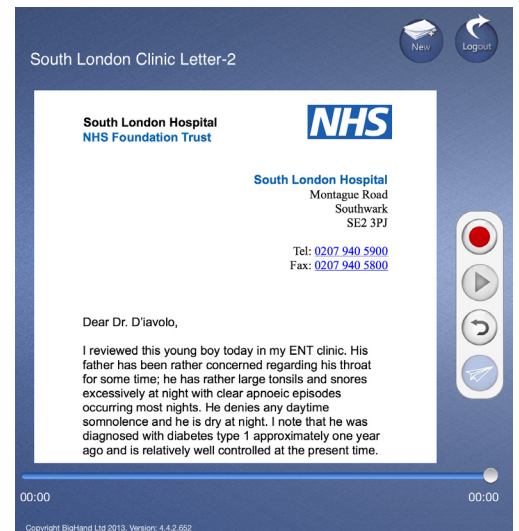 New
Logout
South London Clinic Letter-2
South London Hospital
NHS Foundation Trust
NHS
South London Hospital
Montague Road
Southwark
SE2 3PJ
Tel: 0207 940 5900
Fax: 0207 940 5800
Dear Dr. D'iavolo,
I reviewed this young boy today in my ENT clinic. His
father has been rather concerned regarding his throat
for some time; he has rather large tonsils and snores
excessively at night with clear apnoeic episodes
occurring most nights. He denies any daytime
somnolence and he is dry at night. I note that he was
diagnosed with diabetes type 1 approximately one year
ago and is relatively well controlled at the present time.
00:00
00:00
Copyright BigHand Ltd 2013. Version: 4.4.2.652